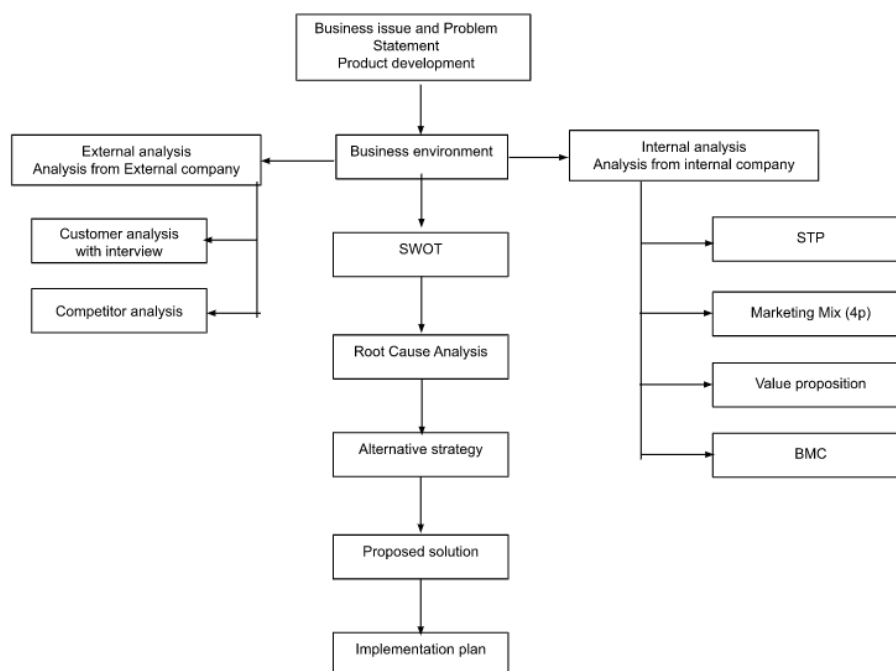 Business issue and Problem
Statement
Product development
External analysis
Analysis from External company
Business environment
Internal analysis
Analysis from internal company
Customer analysis
with interview
Competitor analysis
SWOT
Root Cause Analysis
Alternative strategy
Proposed solution
Implementation plan
STP
Marketing Mix (4p)
Value proposition
BMC